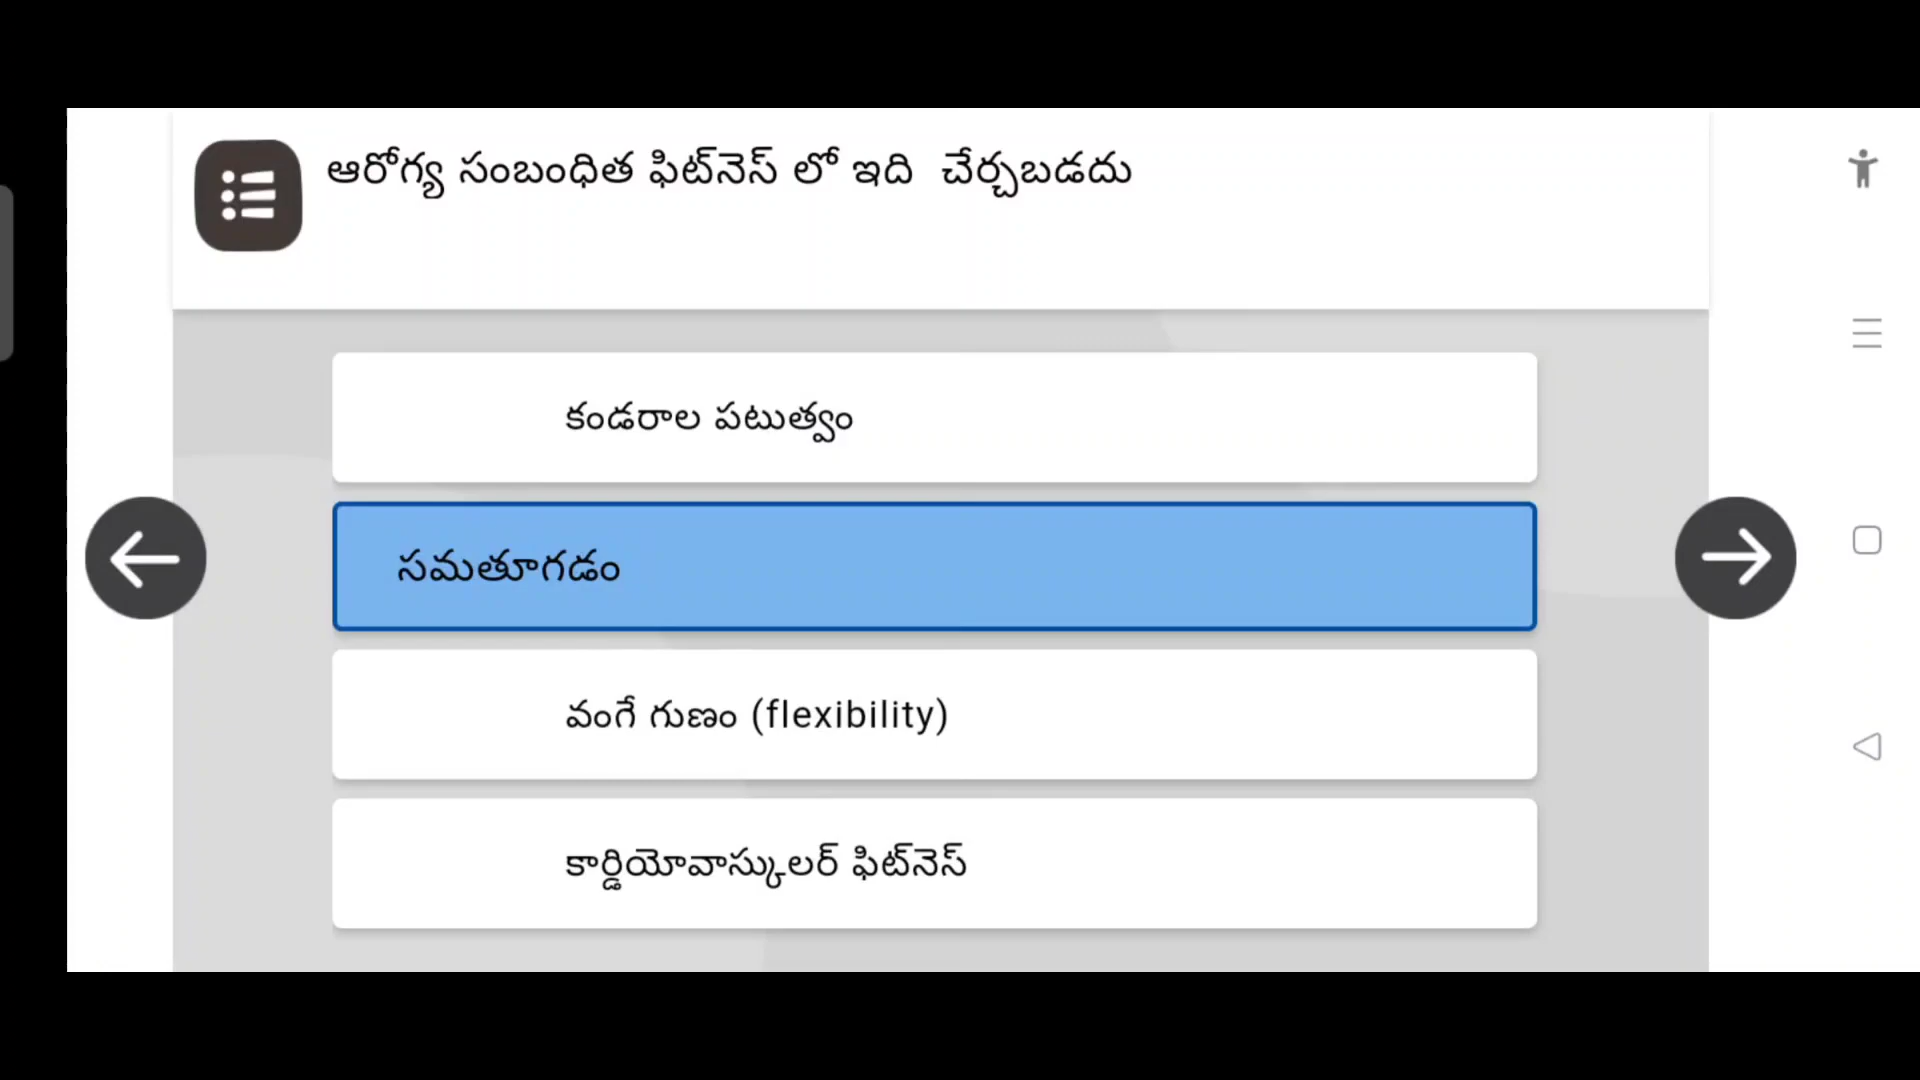 ఆరోగ్య సంబంధిత ఫిట్‌నెస్ లో ఇది చేర్చబడదు
కండరాల పటుత్వం
సమతూగడం
వంగే గుణం (flexibility)
కార్డియోవాస్కులర్ ఫిట్‌నెస్